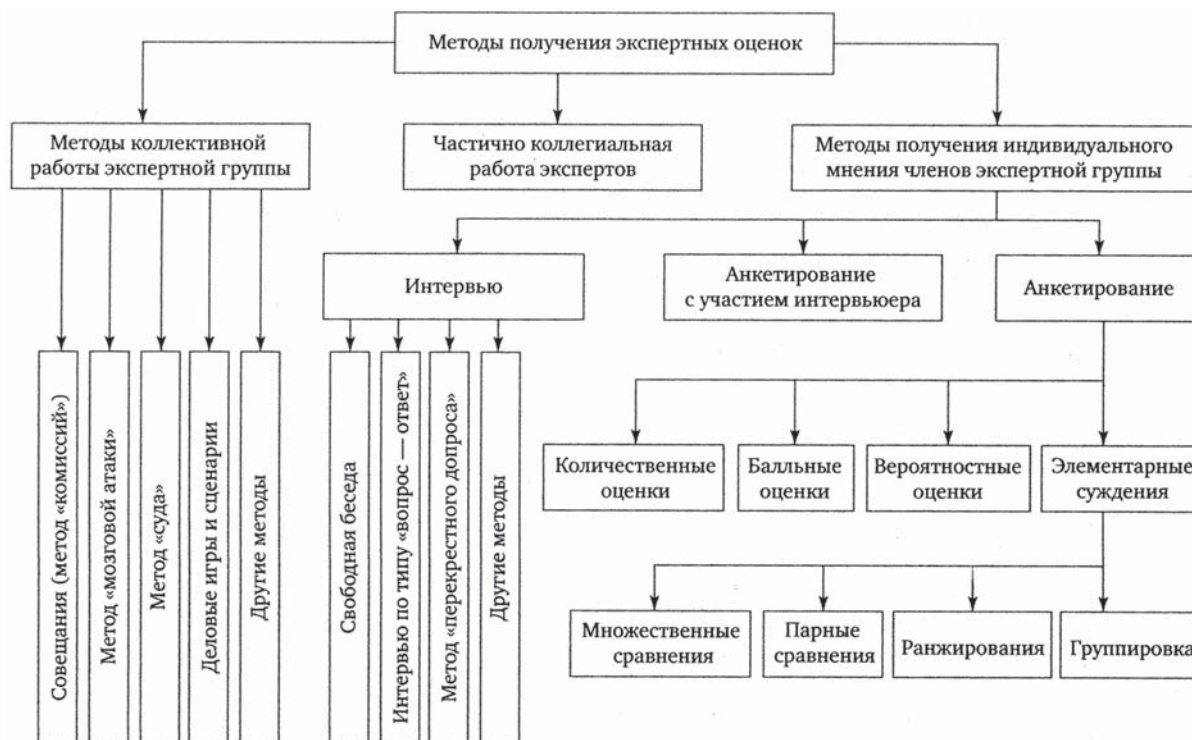 Методы получения экспертных оценок
Методы коллективной
работы экспертной группы
Частично коллегиальная
работа экспертов
Методы получения индивидуального
мнения членов экспертной группы
Интервью
Анкетирование
с участием интервьюера
Анкетирование
Совещания (метод «комиссий»)
Метод «мозговой атаки»
Метод «суда»
Деловые игры и сценарии
Другие методы
Свободная беседа
Интервью по типу «вопрос — ответ»
Метод «перекрестного допроса»
Другие методы
Количественные
оценки
Балльные
оценки
Вероятностные
оценки
Элементарные
суждения
Множественные
сравнения
Парные
сравнения
Ранжирования
Группировка